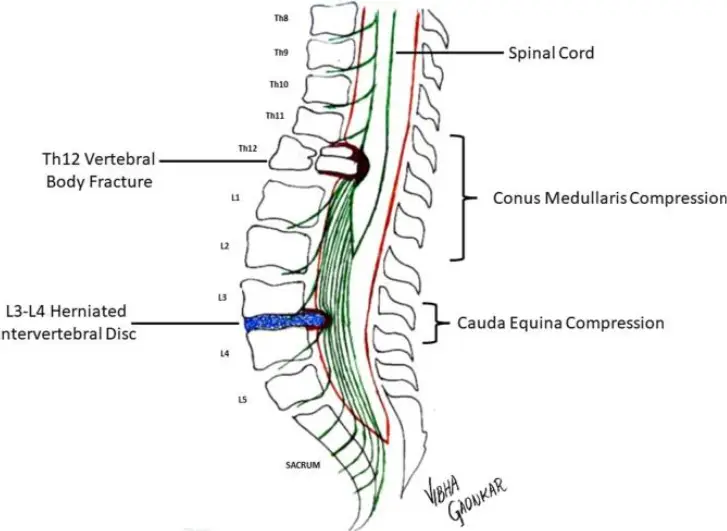 Th8
Th9
Th10
Th11
Th12
L1
L2
L3
L4
L5
SACRUM
Th12 Vertebral
Body Fracture
L3-L4 Herniated
ntervertebral Disc
Spinal Cord
Conus Medullaris Compression
Cauda Equina Compression
VIBHA
GAONKAR